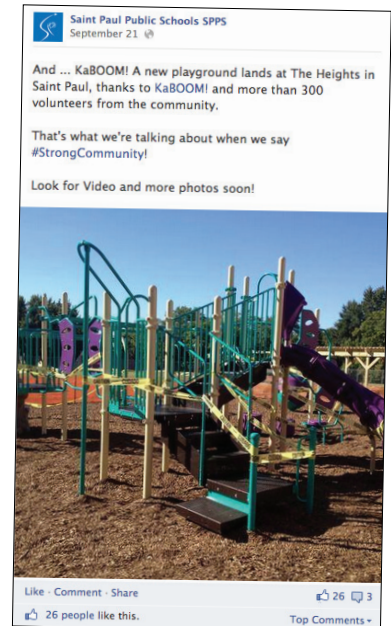 Saint Paul Public Schools SPPS
September 21
And ... KaBOOM! A new playground lands at The Heights in
Saint Paul, thanks to KaBOOM! and more than 300
volunteers from the community.
That's what we're talking about when we say
#StrongCommunity!
Look for Video and more photos soon!
Like · Comment · Share
26 3
26 people like this.
Top Comments